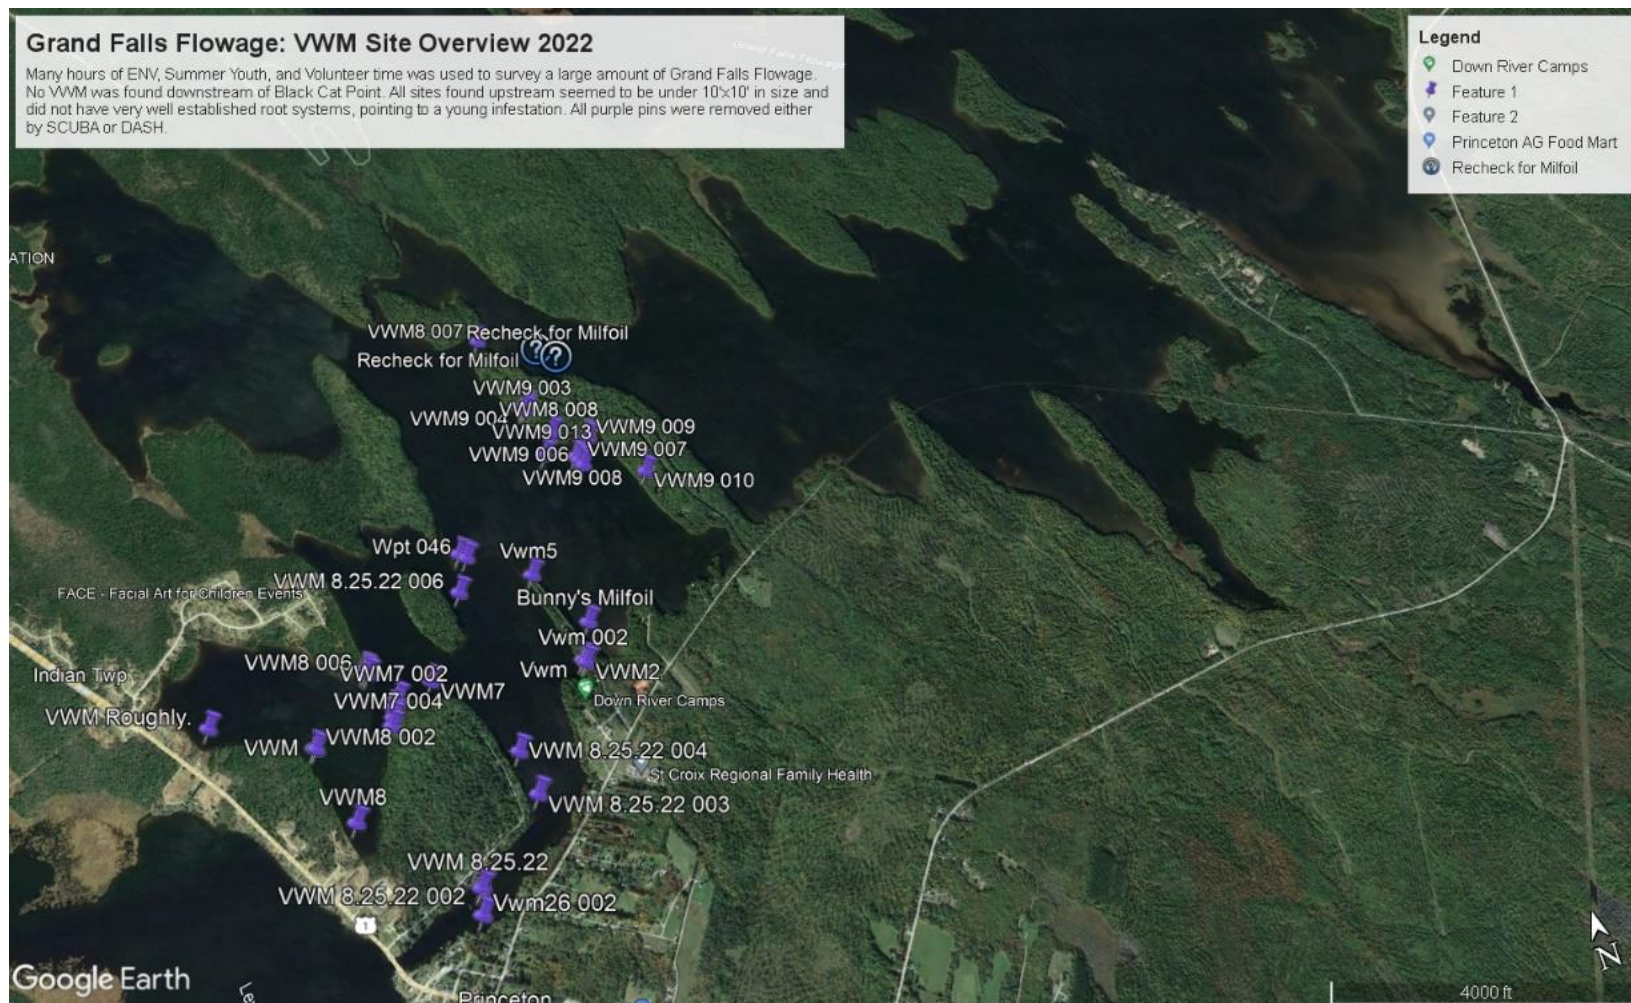 Grand Falls Flowage: VWM Site Overview 2022
Many hours of ENV, Summer Youth, and Volunteer time was used to survey a large amount of Grand Falls Flowage.
No VWM was found downstream of Black Cat Point. All sites found upstream seemed to be under 10'x10' in size and
did not have very well established root systems, pointing to a young infestation. All purple pins were removed either
by SCUBA or DASH.
Grand Falls Flowage
Legend
Down River Camps
Feature 1
Feature 2
Princeton AG Food Mart
Recheck for Milfoil
ATION
VWM8 007
Recheck for Milfoil
Recheck for Milfoil
VWM9 003
VWM8 008
VWM9 004
VWM9 009
VWM9 013
VWM9 007
VWM9 006
VWM9 008
VWM9 010
Wpt 046
Vwm5
VWM 8.25.22 006
FACE - Facial Art for Children Events
Bunny's Milfoil
Vwm 002
VWM8 006
VWM7 002
Vwm
VWM2
Indian Twp
VWM7
VWM7 004
Down River Camps
VWM Roughly.
VWM8 002
VWM
VWM 8.25.22 004
St Croix Regional Family Health
VWM8
VWM 8.25.22 003
VWM 8.25.22
VWM 8.25.22 002
Vwm26 002
1
N
Google Earth
Princeton
4000 ft